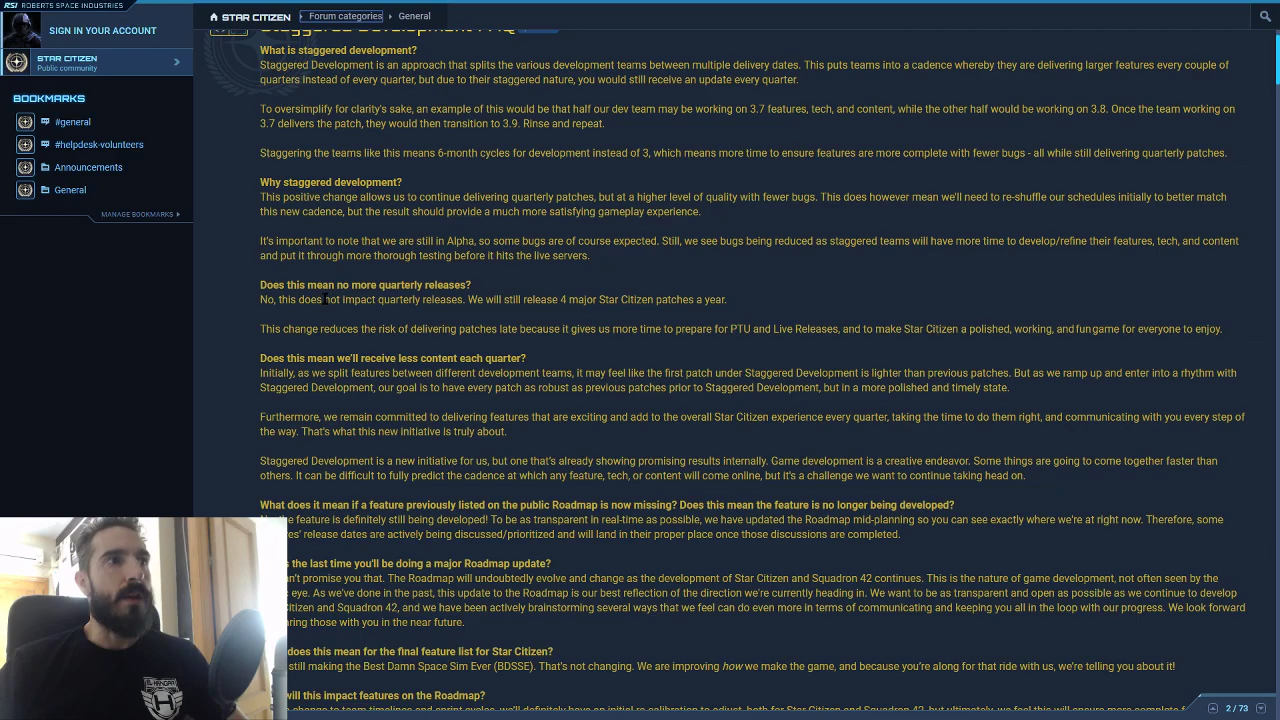 RSI ROBERTS SPACE INDUSTRIES
SIGN IN YOUR ACCOUNT
STAR CITIZEN
Public community
BOOKMARKS
#general
#helpdesk-volunteers
Announcements
General
MANAGE BOOKMARKS
STAR CITIZEN
Forum categories
General
Staggered Development FAQ
What is staggered development?
Staggered Development is an approach that splits the various development teams between multiple delivery dates. This puts teams into a cadence whereby they are delivering larger features every couple of
quarters instead of every quarter, but due to their staggered nature, you would still receive an update every quarter.
To oversimplify for clarity's sake, an example of this would be that half our dev team may be working on 3.7 features, tech, and content, while the other half would be working on 3.8. Once the team working on
3.7 delivers the patch, they would then transition to 3.9. Rinse and repeat.
Staggering the teams like this means 6-month cycles for development instead of 3, which means more time to ensure features are more complete with fewer bugs - all while still delivering quarterly patches.
Why staggered development?
This positive change allows us to continue delivering quarterly patches, but at a higher level of quality with fewer bugs. This does however mean we'll need to re-shuffle our schedules initially to better match
this new cadence, but the result should provide a much more satisfying gameplay experience.
It's important to note that we are still in Alpha, so some bugs are of course expected. Still, we see bugs being reduced as staggered teams will have more time to develop/refine their features, tech, and content
and put it through more thorough testing before it hits the live servers.
Does this mean no more quarterly releases?
No, this does not impact quarterly releases. We will still release 4 major Star Citizen patches a year.
This change reduces the risk of delivering patches late because it gives us more time to prepare for PTU and Live Releases, and to make Star Citizen a polished, working, and fun game for everyone to enjoy.
Does this mean we'll receive less content each quarter?
Initially, as we split features between different development teams, it may feel like the first patch under Staggered Development is lighter than previous patches. But as we ramp up and enter into a rhythm with
Staggered Development, our goal is to have every patch as robust as previous patches prior to Staggered Development, but in a more polished and timely state.
Furthermore, we remain committed to delivering features that are exciting and add to the overall Star Citizen experience every quarter, taking the time to do them right, and communicating with you every step of
the way. That's what this new initiative is truly about.
Staggered Development is a new initiative for us, but one that's already showing promising results internally. Game development is a creative endeavor. Some things are going to come together faster than
others. It can be difficult to fully predict the cadence at which any feature, tech, or content will come online, but it's a challenge we want to continue taking head on.
What does it mean if a feature previously listed on the public Roadmap is now missing? Does this mean the feature is no longer being developed?
the feature is definitely still being developed! To be as transparent in real-time as possible, we have updated the Roadmap mid-planning so you can see exactly where we're at right now. Therefore, some
release dates are actively being discussed/prioritized and will land in their proper place once those discussions are completed.
the last time you'll be doing a major Roadmap update?
can't promise you that. The Roadmap will undoubtedly evolve and change as the development of Star Citizen and Squadron 42 continues. This is the nature of game development, not often seen by the
eye. As we've done in the past, this update to the Roadmap is our best reflection of the direction we're currently heading in. We want to be as transparent and open as possible as we continue to develop
Citizen and Squadron 42, and we have been actively brainstorming several ways that we feel can do even more in terms of communicating and keeping you all in the loop with our progress. We look forward
those with you in the near future.
does this mean for the final feature list for Star Citizen?
still making the Best Damn Space Sim Ever (BDSSE). That's not changing. We are improving how we make the game, and because you're along for that ride with us, we're telling you about it!
will this impact features on the Roadmap?
2 / 73